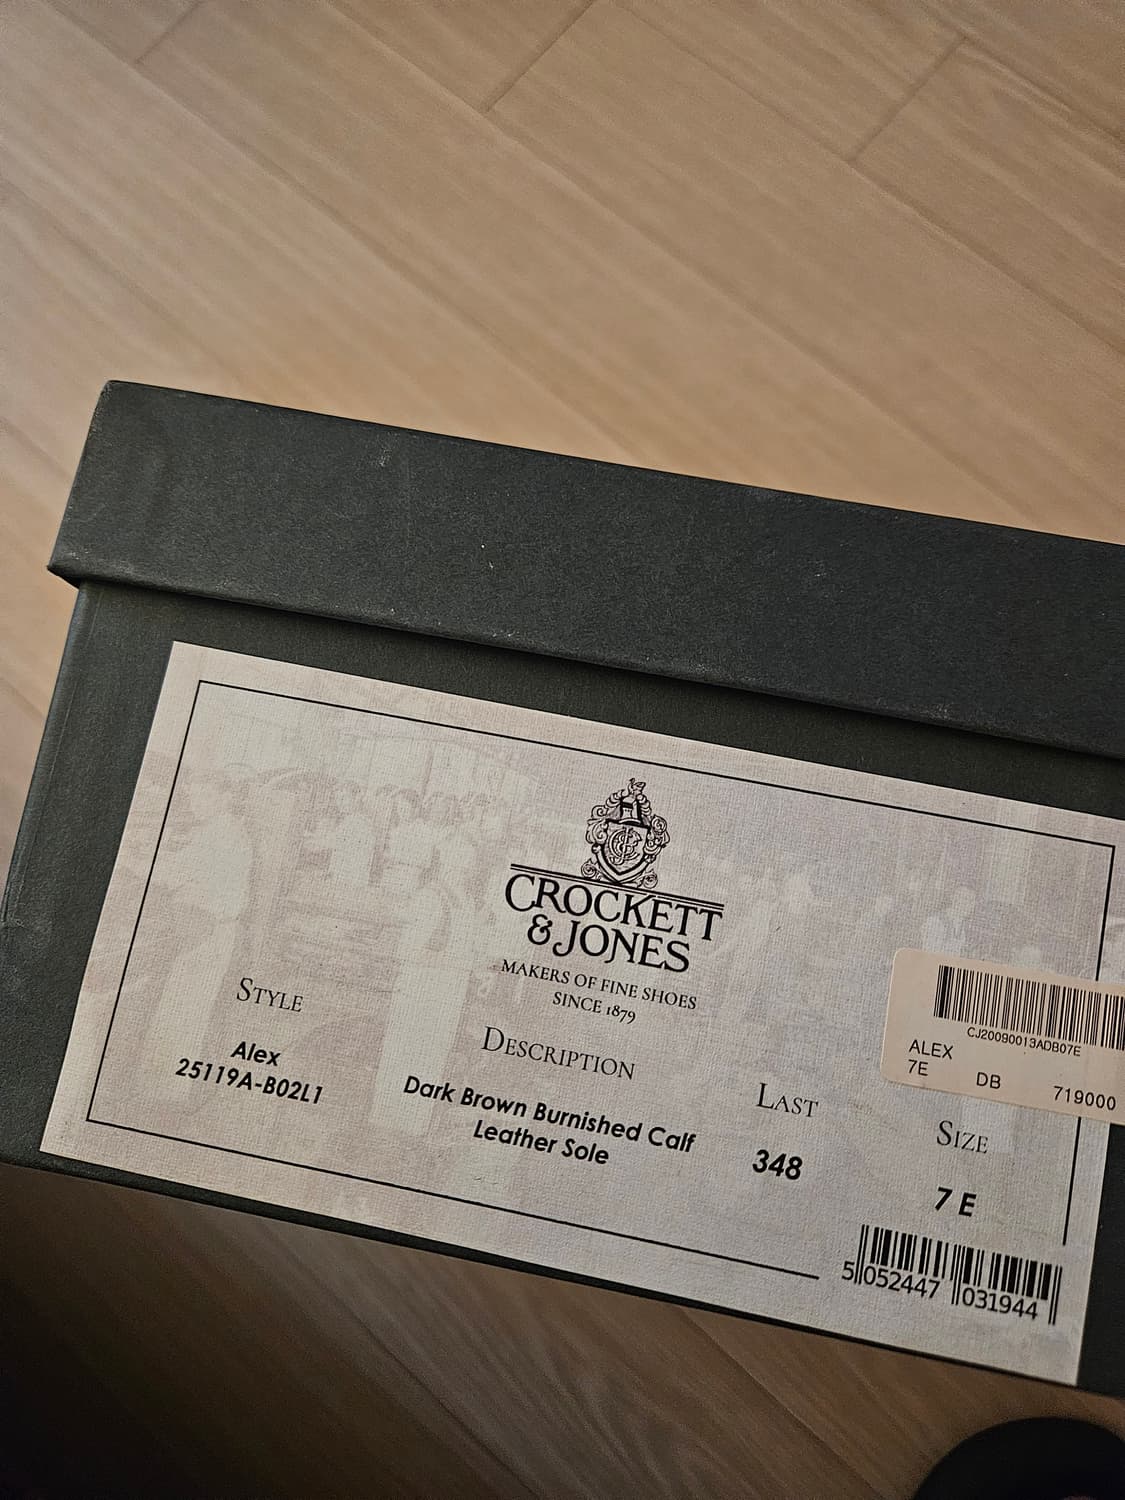 CROCKETT
& JONES
MAKERS OF FINE SHOES
SINCE 1879
STYLE
Alex
25119A-B02L1
DESCRIPTION
Dark Brown Burnished Calf
Leather Sole
LAST
348
SIZE
7 E
CJ20090013ADB07E
ALEX
7E DB 719000
5 052447 031944